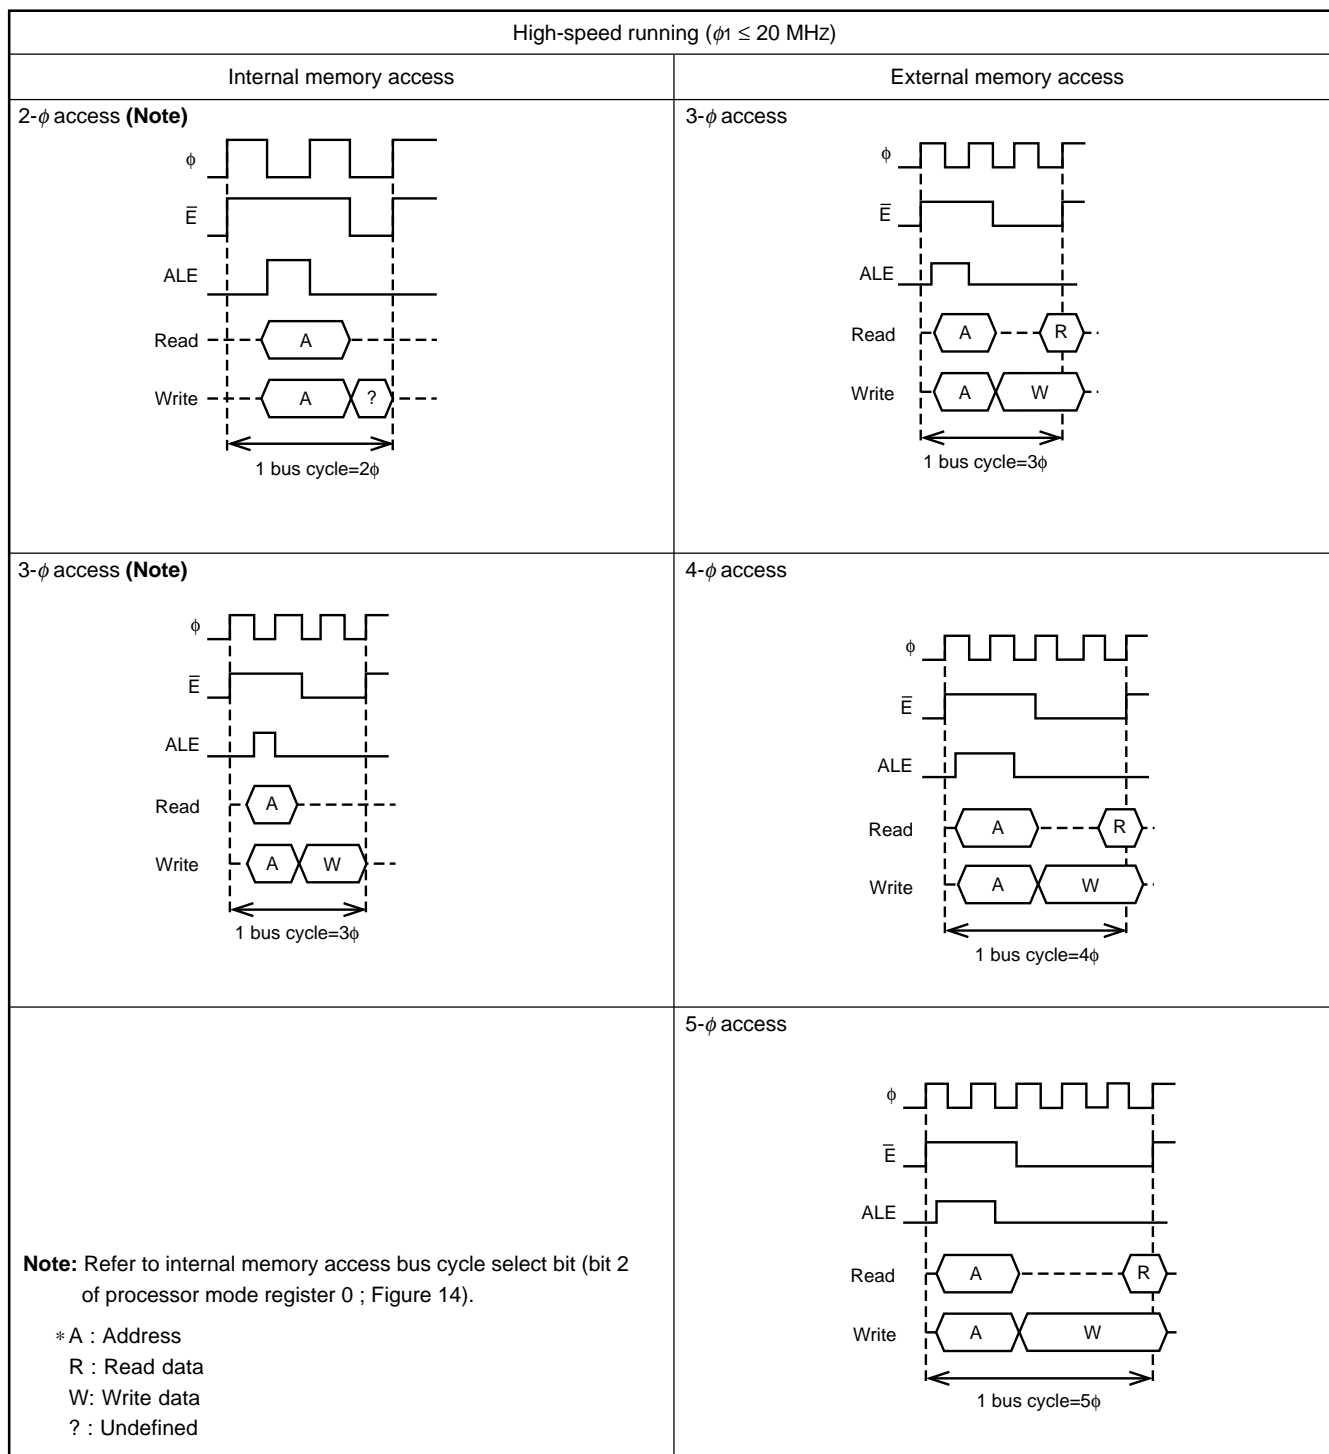 High-speed running (ϕ1 ≤ 20 MHz)
Internal memory access
External memory access
2-ϕ access (Note)
ϕ
E̅
ALE
Read
A
Write
A
?
1 bus cycle=2ϕ
3-ϕ access
ϕ
E̅
ALE
Read
A
R
Write
A
W
1 bus cycle=3ϕ
3-ϕ access (Note)
ϕ
E̅
ALE
Read
A
Write
A
W
1 bus cycle=3ϕ
4-ϕ access
ϕ
E̅
ALE
Read
A
R
Write
A
W
1 bus cycle=4ϕ
5-ϕ access
ϕ
E̅
ALE
Read
A
R
Write
A
W
1 bus cycle=5ϕ
Note: Refer to internal memory access bus cycle select bit (bit 2
of processor mode register 0 ; Figure 14).
*A : Address
R : Read data
W: Write data
? : Undefined